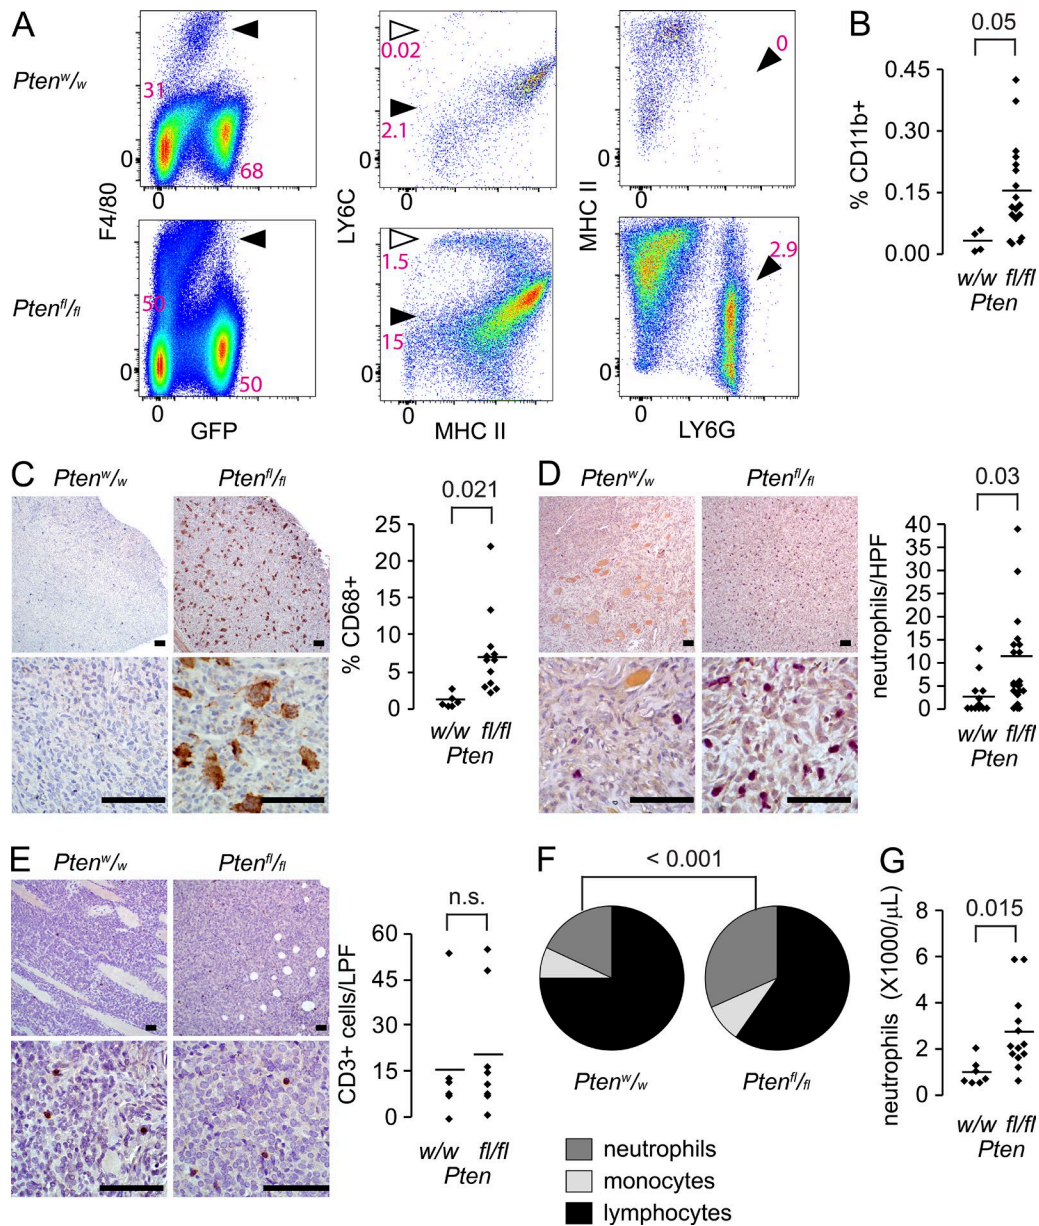 A
B
Pten^w/w
F4/80
0
31
68
LY6C
0.02
2.1
0
0
MHC II
0
0
0
0.05
% CD11b+
0.45
0.30
0.15
0.00
w/w fl/fl
Pten
Pten^fl/fl
0
50
50
0
GFP
1.5
15
0
0
MHC II
2.9
0
0
LY6G
C
Pten^w/w
Pten^fl/fl
0.021
% CD68+
25
20
15
10
5
0
w/w fl/fl
Pten
D
Pten^w/w
Pten^fl/fl
0.03
neutrophils/HPF
40
35
30
25
20
15
10
5
0
w/w fl/fl
Pten
E
Pten^w/w
Pten^fl/fl
n.s.
CD3+ cells/LPF
60
45
30
15
0
w/w fl/fl
Pten
F
< 0.001
Pten^w/w
Pten^fl/fl
neutrophils
monocytes
lymphocytes
G
0.015
neutrophils (X1000/µL)
8
6
4
2
0
w/w fl/fl
Pten